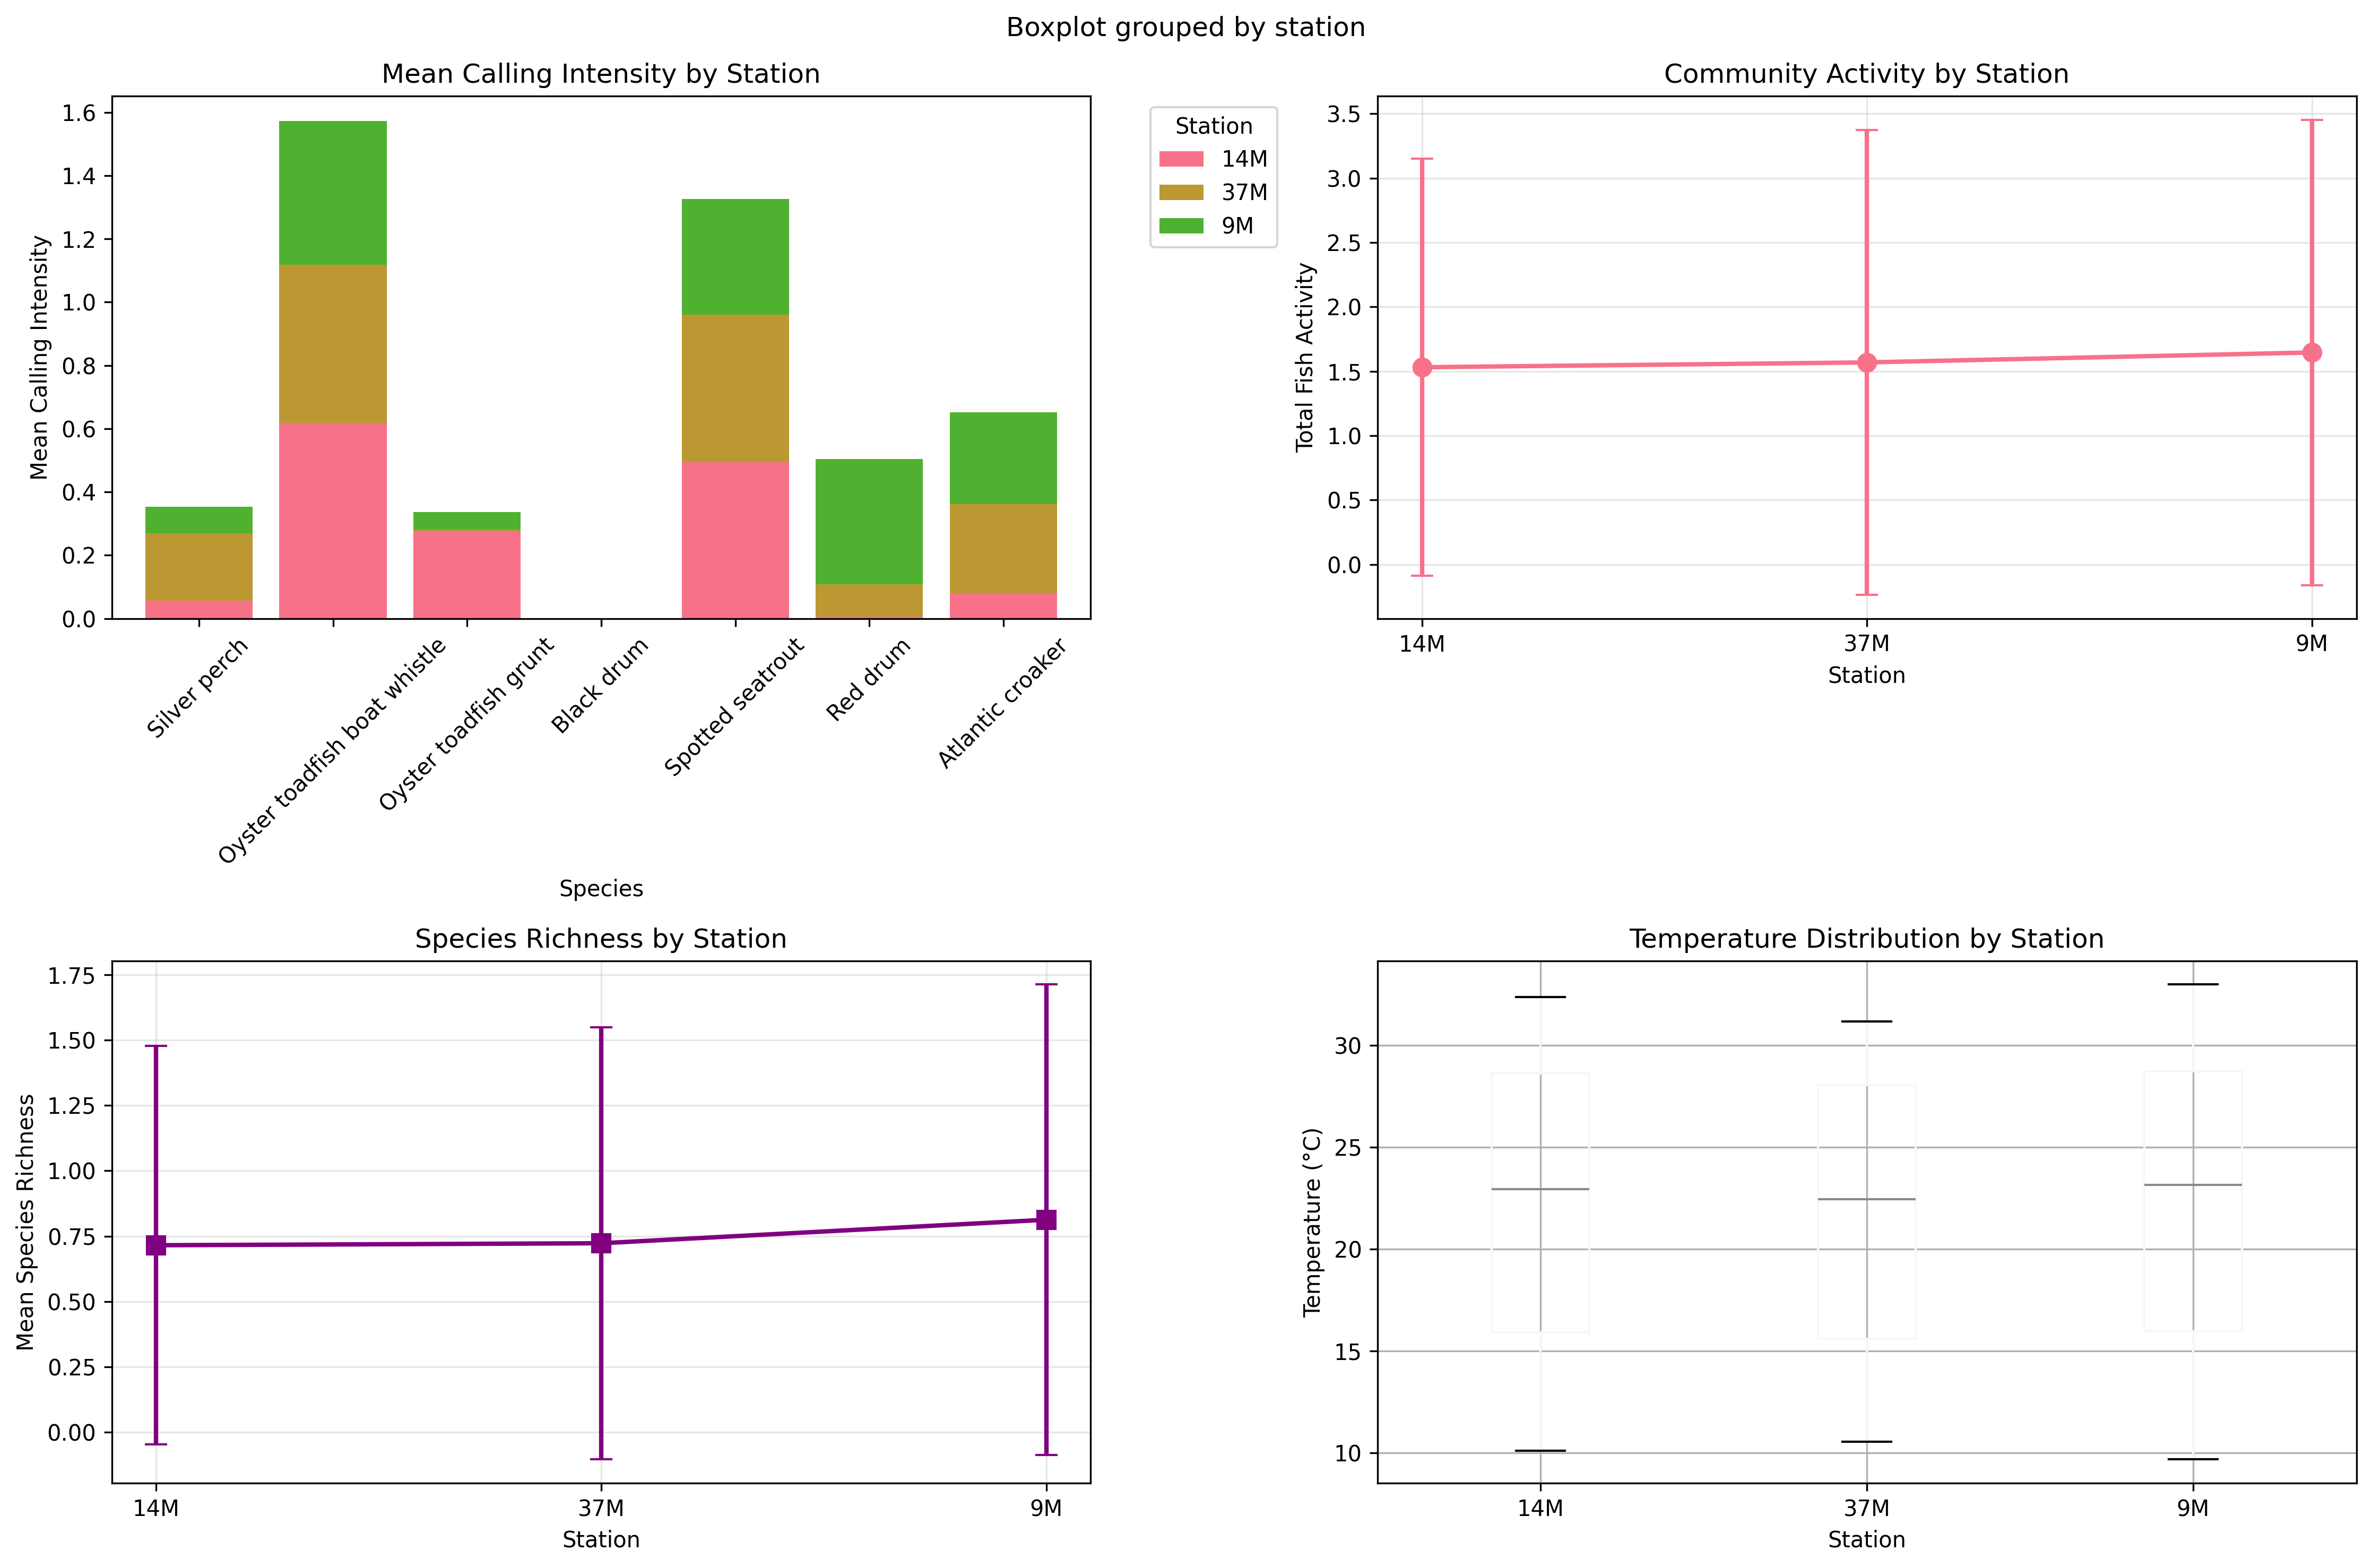 Boxplot grouped by station
Mean Calling Intensity by Station
Mean Calling Intensity
1.6
1.4
1.2
1.0
0.8
0.6
0.4
0.2
0.0
Silver perch
Oyster toadfish boat whistle
Oyster toadfish grunt
Black drum
Spotted seatrout
Red drum
Atlantic croaker
Species
Station
14M
37M
9M
Community Activity by Station
Total Fish Activity
3.5
3.0
2.5
2.0
1.5
1.0
0.5
0.0
14M
37M
9M
Station
Species Richness by Station
Mean Species Richness
1.75
1.50
1.25
1.00
0.75
0.50
0.25
0.00
14M
37M
9M
Station
Temperature Distribution by Station
Temperature (°C)
30
25
20
15
10
14M
37M
9M
Station